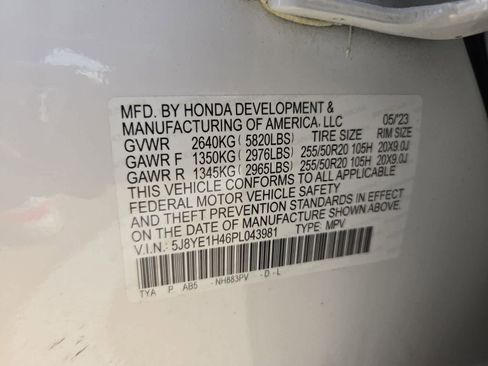 MFD. BY HONDA DEVELOPMENT &
MANUFACTURING OF AMERICA, LLC 05/'23
GVWR 2640KG( 5820LBS) TIRE SIZE RIM SIZE
GAWR F 1350KG( 2976LBS) 255/50R20 105H 20X9.0J
GAWR R 1345KG( 2965LBS) 255/50R20 105H 20X9.0J
THIS VEHICLE CONFORMS TO ALL APPLICABLE
FEDERAL MOTOR VEHICLE SAFETY
AND THEFT PREVENTION STANDARDS IN EFFECT
ON THE DATE OF MANUFACTURE SHOWN ABOVE.
V.I.N.: 5J8YE1H46PL043981 TYPE: MPV
TYA P AB5 - NH883PV - D - L